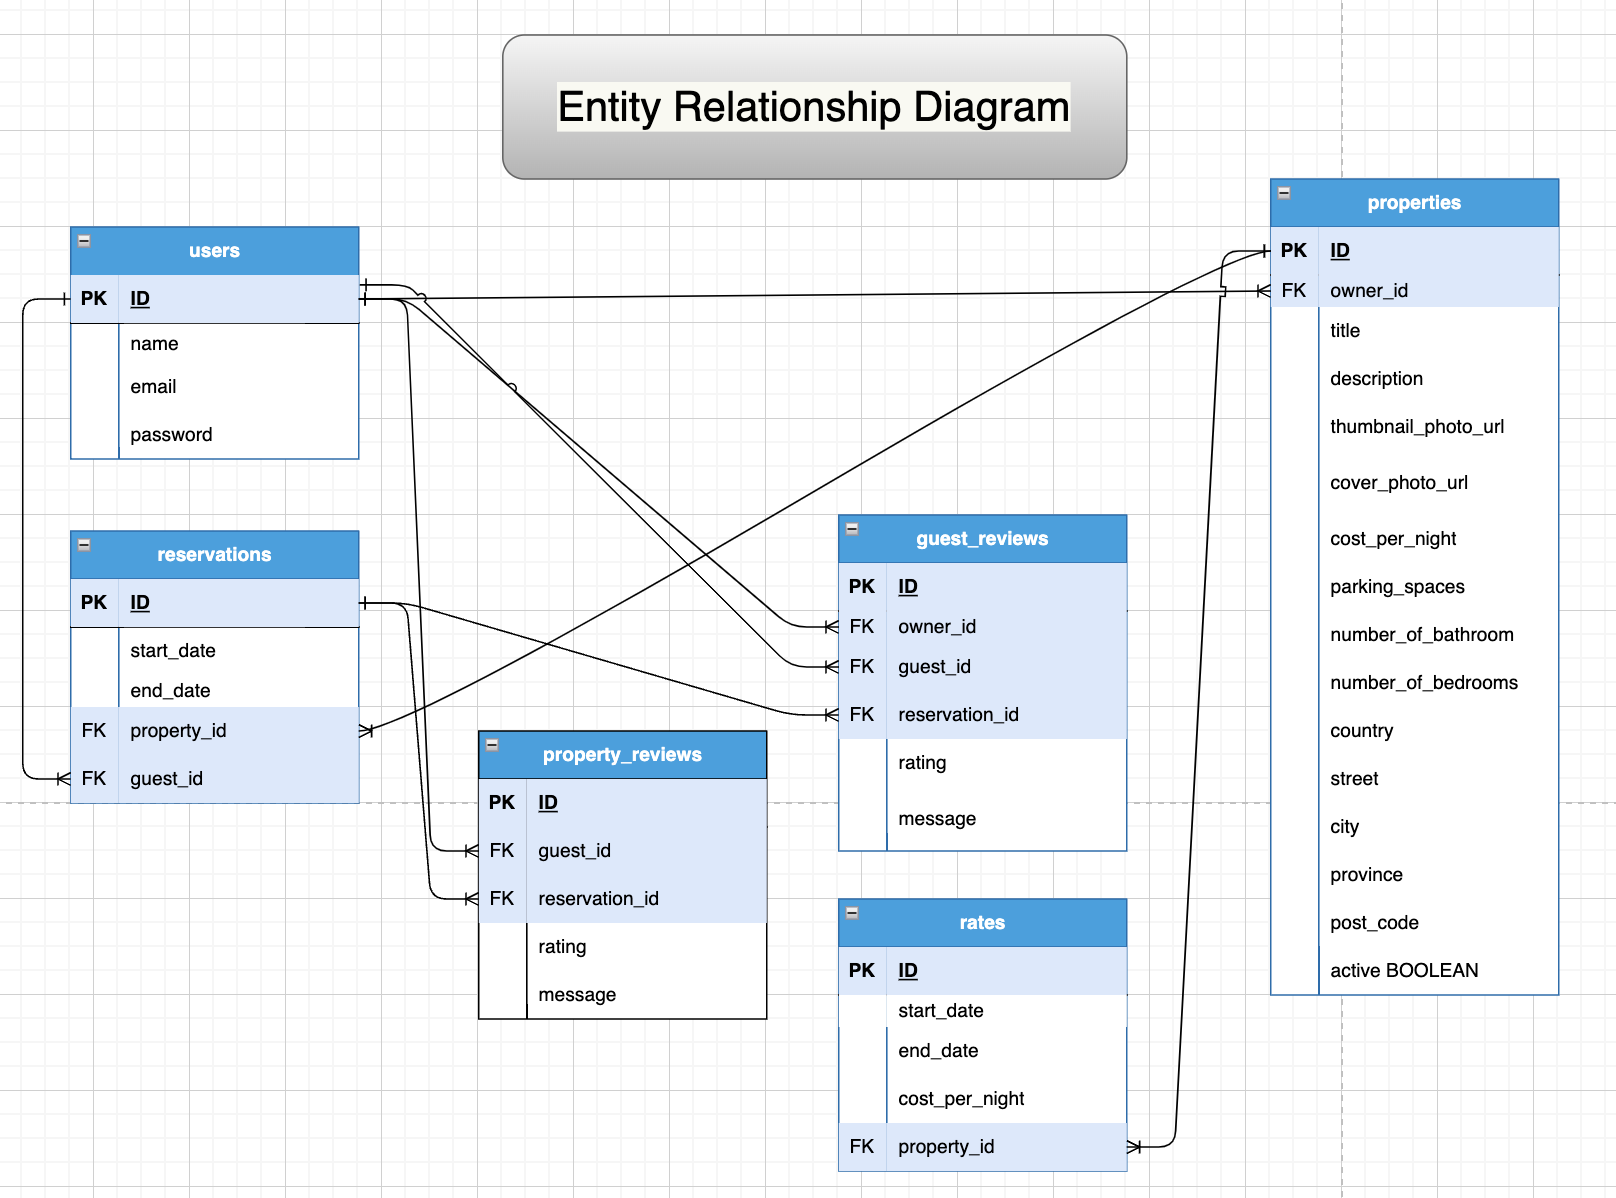 Entity Relationship Diagram
users
PK ID
name
email
password
reservations
PK ID
start_date
end_date
FK property_id
FK guest_id
property_reviews
PK ID
FK guest_id
FK reservation_id
rating
message
guest_reviews
PK ID
FK owner_id
FK guest_id
FK reservation_id
rating
message
rates
PK ID
start_date
end_date
cost_per_night
FK property_id
properties
PK ID
FK owner_id
title
description
thumbnail_photo_url
cover_photo_url
cost_per_night
parking_spaces
number_of_bathroom
number_of_bedrooms
country
street
city
province
post_code
active BOOLEAN